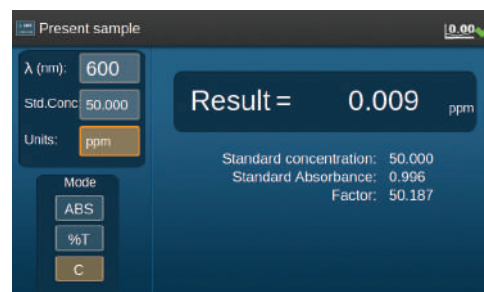 Present sample
0.00
λ (nm): 600
Std.Conc 50.000
Units: ppm
Mode
ABS
%T
C
Result = 0.009 ppm
Standard concentration: 50.000
Standard Absorbance: 0.996
Factor: 50.187